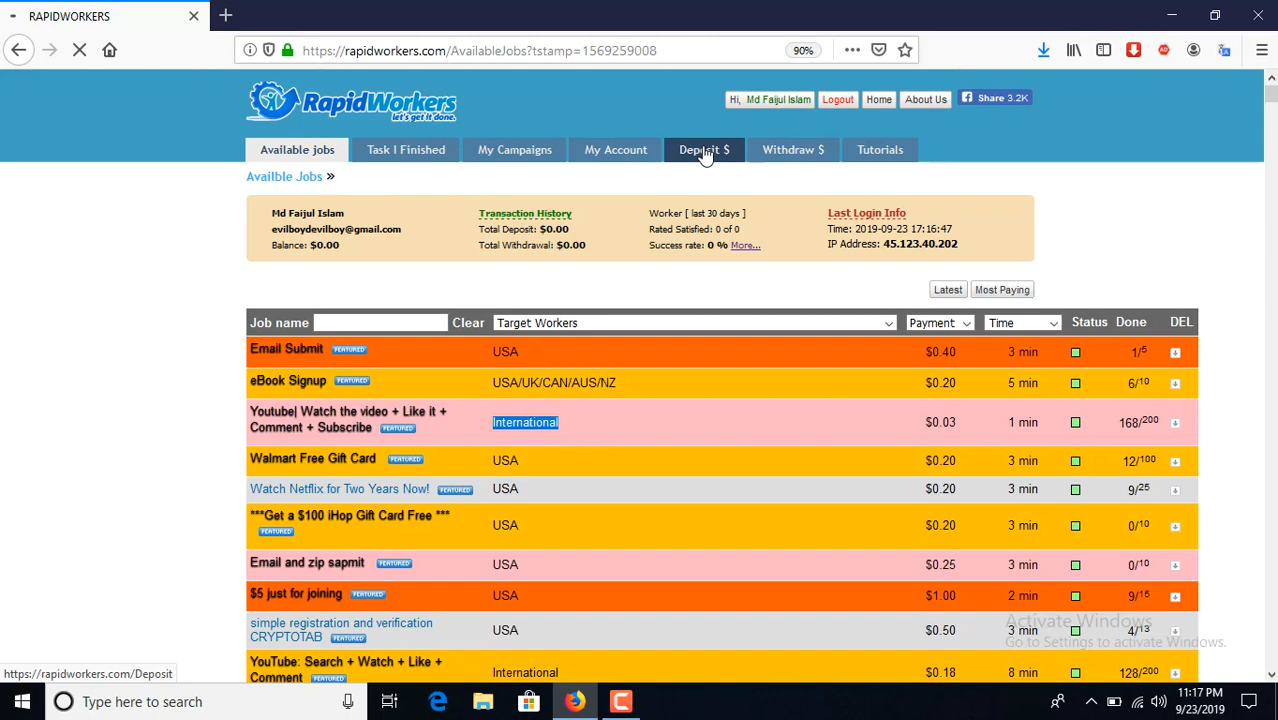 RAPIDWORKERS
https://rapidworkers.com/AvailableJobs?tstamp=1569259008
90%
RapidWorkers
let's get it done.
Hi, Md Faijul Islam
Logout
Home
About Us
Share 3.2K
Available jobs
Task I Finished
My Campaigns
My Account
Deposit $
Withdraw $
Tutorials
Availble Jobs »
Md Faijul Islam
evilboydevilboy@gmail.com
Balance: $0.00
Transaction History
Total Deposit: $0.00
Total Withdrawal: $0.00
Worker [ last 30 days ]
Rated Satisfied: 0 of 0
Success rate: 0 % More...
Last Login Info
Time: 2019-09-23 17:16:47
IP Address: 45.123.40.202
Latest
Most Paying
Job name Clear Target Workers Payment Time Status Done DEL
Email Submit FEATURED USA $0.40 3 min 1/5
eBook Signup FEATURED USA/UK/CAN/AUS/NZ $0.20 5 min 6/10
Youtube| Watch the video + Like it +
Comment + Subscribe FEATURED International $0.03 1 min 168/200
Walmart Free Gift Card FEATURED USA $0.20 3 min 12/100
Watch Netflix for Two Years Now! FEATURED USA $0.20 3 min 9/25
***Get a $100 iHop Gift Card Free ***
FEATURED USA $0.20 3 min 0/10
Email and zip sapmit FEATURED USA $0.25 3 min 0/10
$5 just for joining FEATURED USA $1.00 2 min 9/15
simple registration and verification
CRYPTOTAB FEATURED USA $0.50 3 min 4/13
YouTube: Search + Watch + Like +
Comment FEATURED International $0.18 8 min 128/200
Activate Windows
Go to Settings to activate Windows.
https://rapidworkers.com/Deposit
Type here to search
11:17 PM
9/23/2019